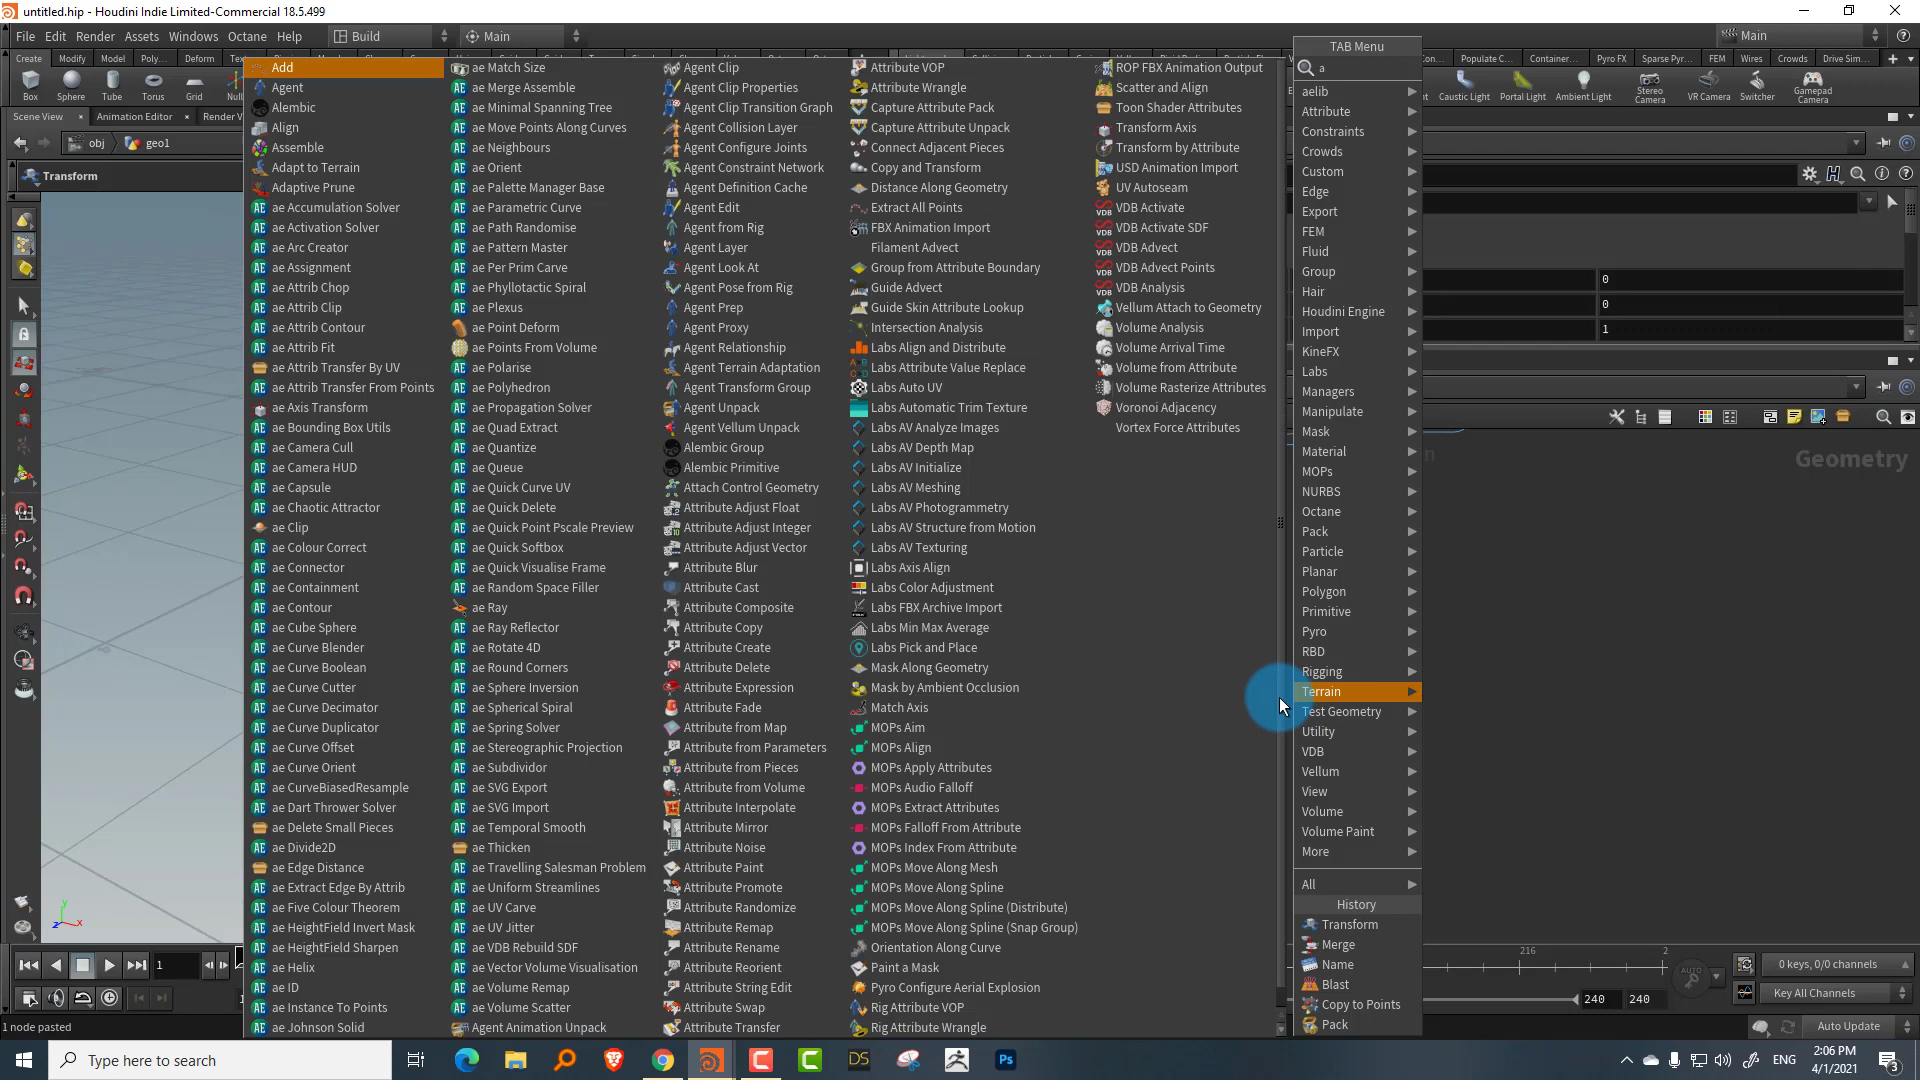 untitled.hip - Houdini Indie Limited-Commercial 18.5.499
File Edit Render Assets Windows Octane Help Build Main
Main
Create Modify Model Poly... Deform
Populate C... Container... Pyro FX Sparse Pyr... FEM Wires Crowds Drive Sim...
Box Sphere Tube Torus Grid
Caustic Light Portal Light Ambient Light Stereo Camera VR Camera Switcher Gamepad Camera
Scene View Animation Editor
obj geo1
Transform
Add
Agent
Alembic
Align
Assemble
Adapt to Terrain
Adaptive Prune
ae Accumulation Solver
ae Activation Solver
ae Arc Creator
ae Assignment
ae Attrib Chop
ae Attrib Clip
ae Attrib Contour
ae Attrib Fit
ae Attrib Transfer By UV
ae Attrib Transfer From Points
ae Axis Transform
ae Bounding Box Utils
ae Camera Cull
ae Camera HUD
ae Capsule
ae Chaotic Attractor
ae Clip
ae Colour Correct
ae Connector
ae Containment
ae Contour
ae Cube Sphere
ae Curve Blender
ae Curve Boolean
ae Curve Cutter
ae Curve Decimator
ae Curve Duplicator
ae Curve Offset
ae Curve Orient
ae CurveBiasedResample
ae Dart Thrower Solver
ae Delete Small Pieces
ae Divide2D
ae Edge Distance
ae Extract Edge By Attrib
ae Five Colour Theorem
ae HeightField Invert Mask
ae HeightField Sharpen
ae Helix
ae ID
ae Instance To Points
ae Johnson Solid
ae Match Size
ae Merge Assemble
ae Minimal Spanning Tree
ae Move Points Along Curves
ae Neighbours
ae Orient
ae Palette Manager Base
ae Parametric Curve
ae Path Randomise
ae Pattern Master
ae Per Prim Carve
ae Phyllotactic Spiral
ae Plexus
ae Point Deform
ae Points From Volume
ae Polarise
ae Polyhedron
ae Propagation Solver
ae Quad Extract
ae Quantize
ae Queue
ae Quick Curve UV
ae Quick Delete
ae Quick Point Pscale Preview
ae Quick Softbox
ae Quick Visualise Frame
ae Random Space Filler
ae Ray
ae Ray Reflector
ae Rotate 4D
ae Round Corners
ae Sphere Inversion
ae Spherical Spiral
ae Spring Solver
ae Stereographic Projection
ae Subdividor
ae SVG Export
ae SVG Import
ae Temporal Smooth
ae Thicken
ae Travelling Salesman Problem
ae Uniform Streamlines
ae UV Carve
ae UV Jitter
ae VDB Rebuild SDF
ae Vector Volume Visualisation
ae Volume Remap
ae Volume Scatter
Agent Animation Unpack
Agent Clip
Agent Clip Properties
Agent Clip Transition Graph
Agent Collision Layer
Agent Configure Joints
Agent Constraint Network
Agent Definition Cache
Agent Edit
Agent from Rig
Agent Layer
Agent Look At
Agent Pose from Rig
Agent Prep
Agent Proxy
Agent Relationship
Agent Terrain Adaptation
Agent Transform Group
Agent Unpack
Agent Vellum Unpack
Alembic Group
Alembic Primitive
Attach Control Geometry
Attribute Adjust Float
Attribute Adjust Integer
Attribute Adjust Vector
Attribute Blur
Attribute Cast
Attribute Composite
Attribute Copy
Attribute Create
Attribute Delete
Attribute Expression
Attribute Fade
Attribute from Map
Attribute from Parameters
Attribute from Pieces
Attribute from Volume
Attribute Interpolate
Attribute Mirror
Attribute Noise
Attribute Paint
Attribute Promote
Attribute Randomize
Attribute Remap
Attribute Rename
Attribute Reorient
Attribute String Edit
Attribute Swap
Attribute Transfer
Attribute VOP
Attribute Wrangle
Capture Attribute Pack
Capture Attribute Unpack
Connect Adjacent Pieces
Copy and Transform
Distance Along Geometry
Extract All Points
FBX Animation Import
Filament Advect
Group from Attribute Boundary
Guide Advect
Guide Skin Attribute Lookup
Intersection Analysis
Labs Align and Distribute
Labs Attribute Value Replace
Labs Auto UV
Labs Automatic Trim Texture
Labs AV Analyze Images
Labs AV Depth Map
Labs AV Initialize
Labs AV Meshing
Labs AV Photogrammetry
Labs AV Structure from Motion
Labs AV Texturing
Labs Axis Align
Labs Color Adjustment
Labs FBX Archive Import
Labs Min Max Average
Labs Pick and Place
Mask Along Geometry
Mask by Ambient Occlusion
Match Axis
MOPs Aim
MOPs Align
MOPs Apply Attributes
MOPs Audio Falloff
MOPs Extract Attributes
MOPs Falloff From Attribute
MOPs Index From Attribute
MOPs Move Along Mesh
MOPs Move Along Spline
MOPs Move Along Spline (Distribute)
MOPs Move Along Spline (Snap Group)
Orientation Along Curve
Paint a Mask
Pyro Configure Aerial Explosion
Rig Attribute VOP
Rig Attribute Wrangle
ROP FBX Animation Output
Scatter and Align
Toon Shader Attributes
Transform Axis
Transform by Attribute
USD Animation Import
UV Autoseam
VDB Activate
VDB Activate SDF
VDB Advect
VDB Advect Points
VDB Analysis
Vellum Attach to Geometry
Volume Analysis
Volume Arrival Time
Volume from Attribute
Volume Rasterize Attributes
Voronoi Adjacency
Vortex Force Attributes
TAB Menu
a
aelib
Attribute
Constraints
Crowds
Custom
Edge
Export
FEM
Fluid
Group
Hair
Houdini Engine
Import
KineFX
Labs
Managers
Manipulate
Mask
Material
MOPs
NURBS
Octane
Pack
Particle
Planar
Polygon
Primitive
Pyro
RBD
Rigging
Terrain
Test Geometry
Utility
VDB
Vellum
View
Volume
Volume Paint
More
All
History
Transform
Merge
Name
Blast
Copy to Points
Pack
0
0
1
Geometry
216
1
240 240
0 keys, 0/0 channels
Key All Channels
1 node pasted
Auto Update
Type here to search
DS
Ps
ENG
2:06 PM
4/1/2021
3